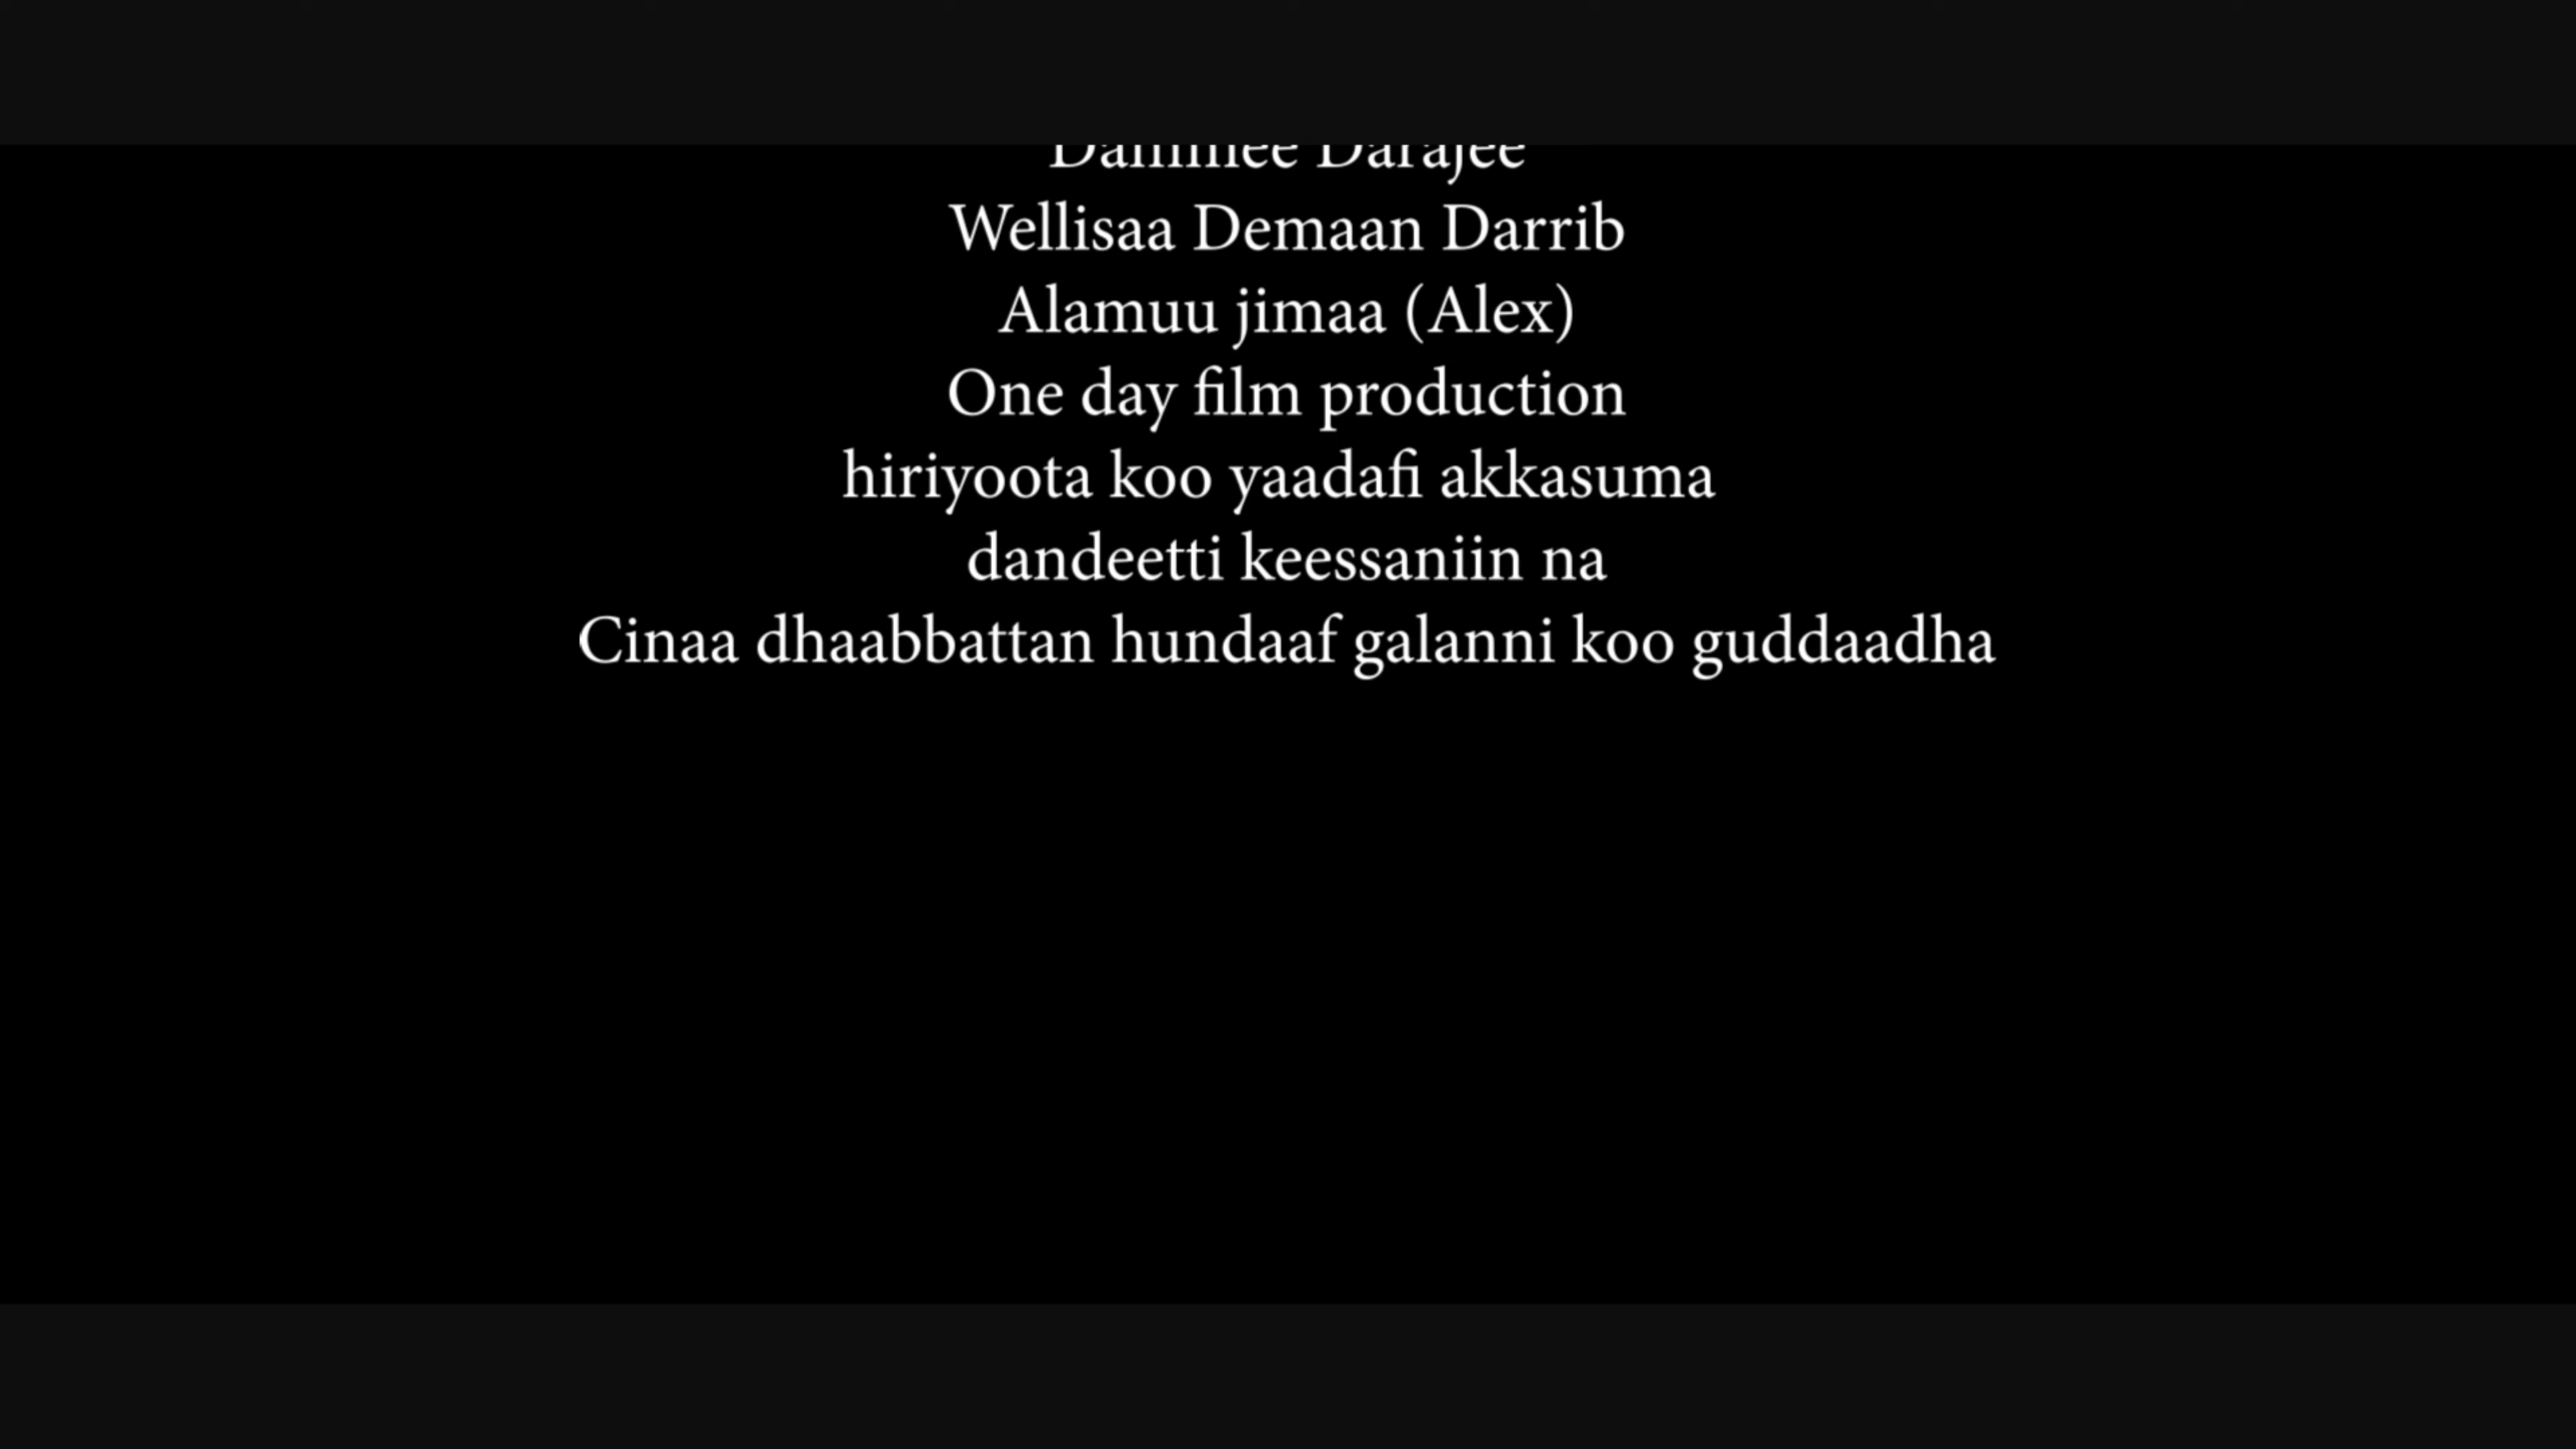 Darajee
Wellisaa Demaan Darrib
Alamuu jimaa (Alex)
One day film production
hiriyoota koo yaadafi akkasuma
dandeetti keessaniin na
Cinaa dhaabbattan hundaaf galanni koo guddaadha